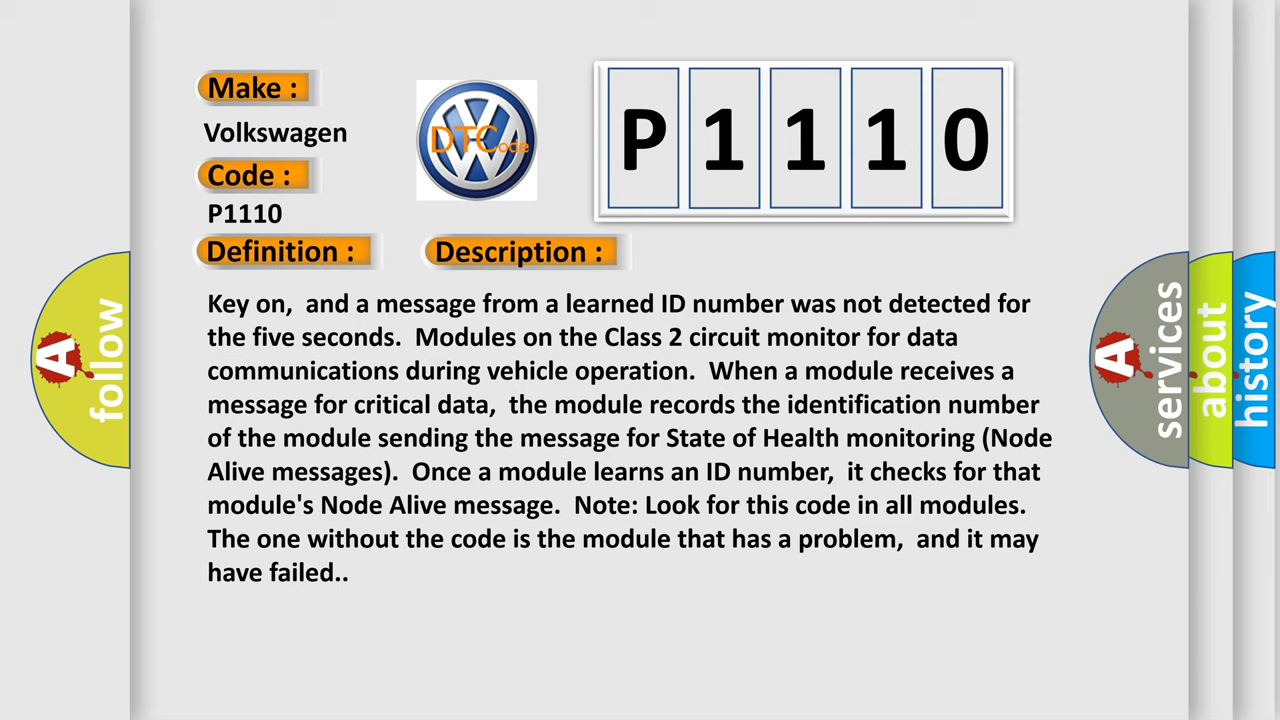 Make :
Volkswagen
Code :
P1110
Definition :
Description :
DTCode
P 1 1 1 0
Key on,  and a message from a learned ID number was not detected for
the five seconds  Modules on the Class 2 circuit monitor for data
communications during vehicle operation  When a module receives a
message for critical data,  the module records the identification number
of the module sending the message for State of Health monitoring (Node
Alive messages)  Once a module learns an ID number,  it checks for that
module's Node Alive message  Note: Look for this code in all modules.
The one without the code is the module that has a problem,  and it may
have failed..
A follow
A services
about
history